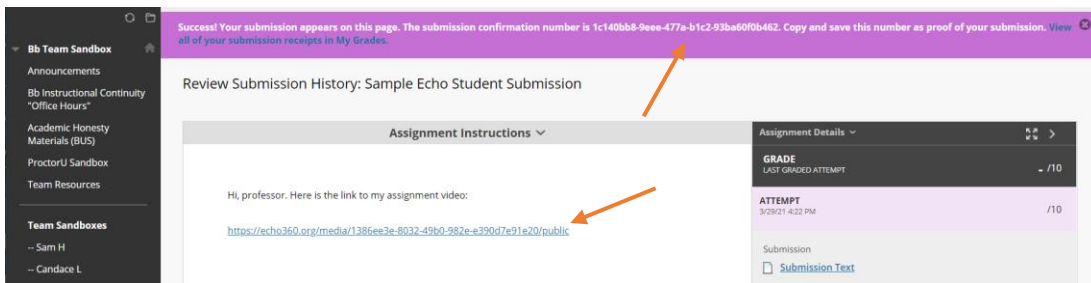 Success! Your submission appears on this page. The submission confirmation number is 1c140bb8-9eee-477a-b1c2-93ba60f0b462. Copy and save this number as proof of your submission. View
all of your submission receipts in My Grades.
Bb Team Sandbox
Announcements
Bb Instructional Continuity
"Office Hours"
Academic Honesty
Materials (BUS)
ProctorU Sandbox
Team Resources
Team Sandboxes
-- Sam H
-- Candace L
Review Submission History: Sample Echo Student Submission
Assignment Instructions
Hi, professor. Here is the link to my assignment video:
https://echo360.org/media/1386ee3e-8032-49b0-982e-e390d7e91e20/public
Assignment Details
GRADE
LAST GRADED ATTEMPT
- /10
ATTEMPT
3/29/21 4:22 PM
/10
Submission
Submission Text